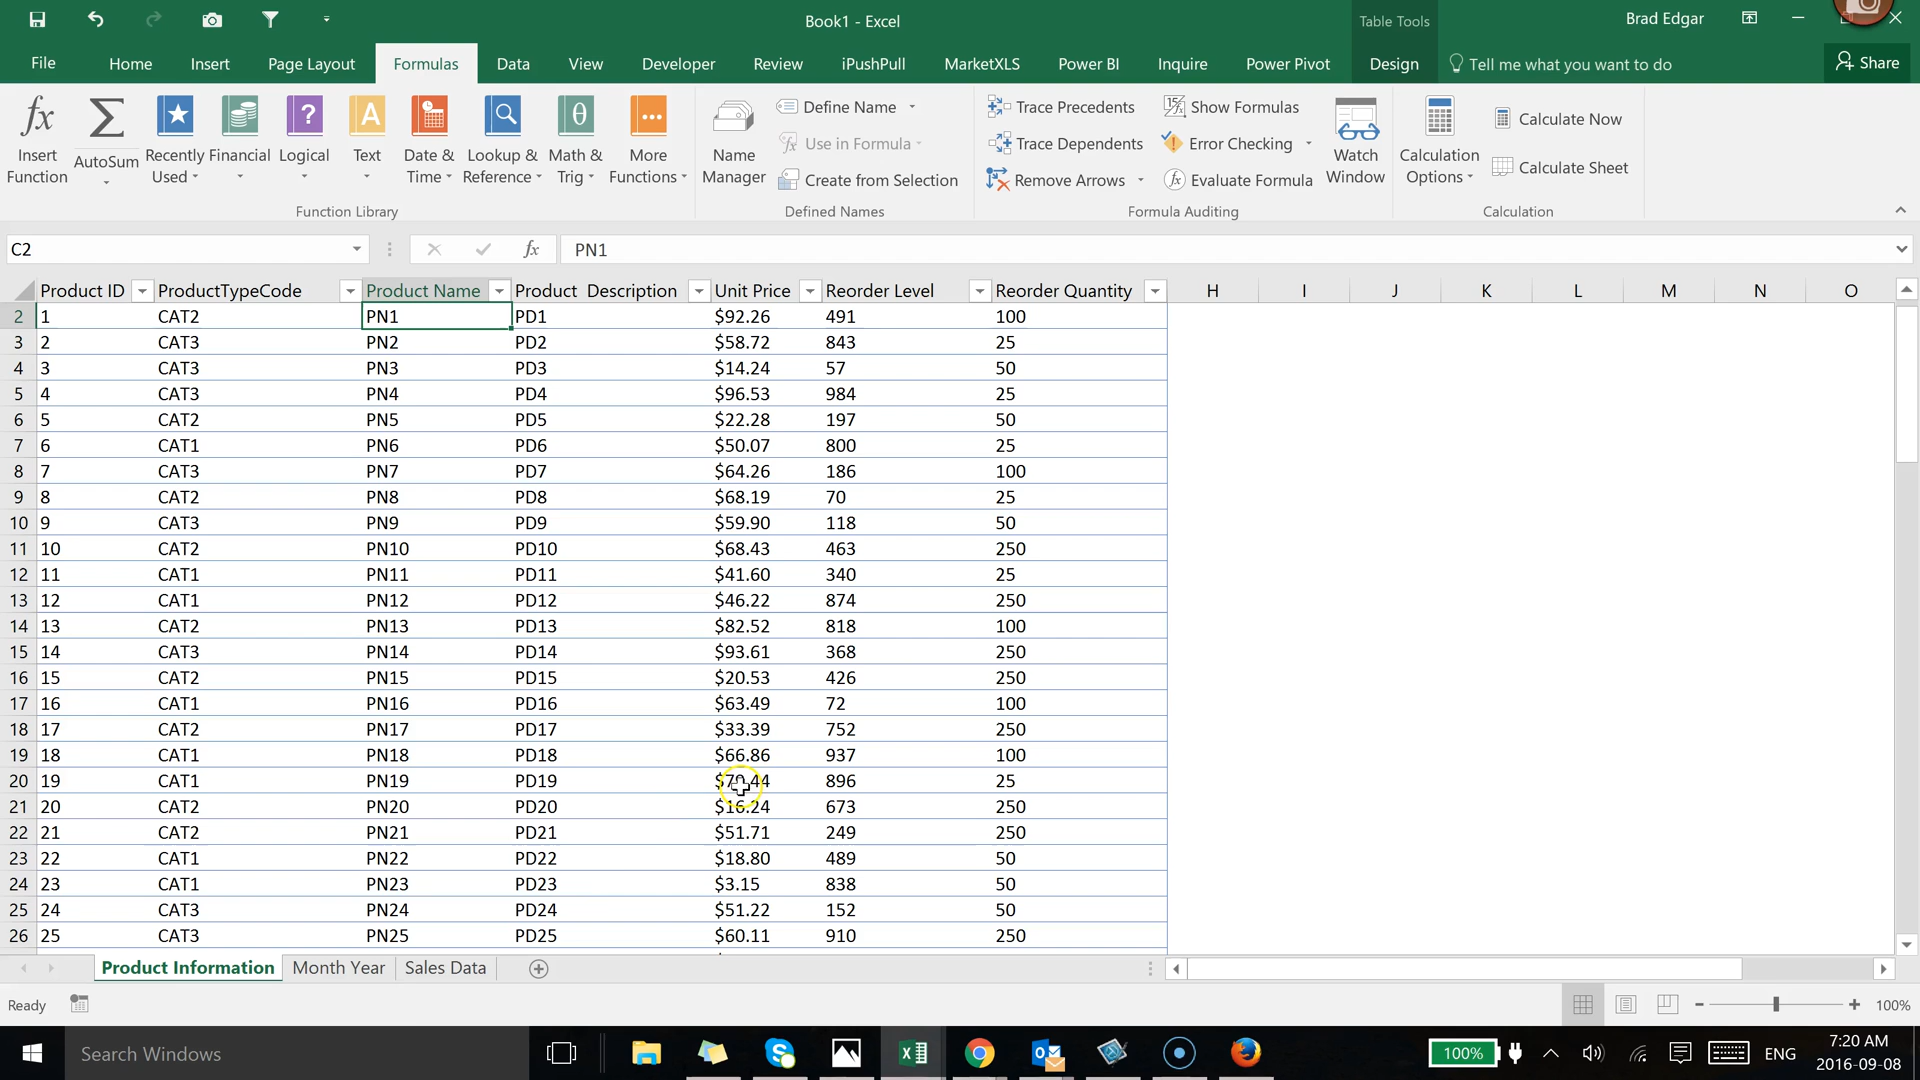 Book1 - Excel
Table Tools
Brad Edgar
File Home Insert Page Layout Formulas Data View Developer Review iPushPull MarketXLS Power BI Inquire Power Pivot Design Tell me what you want to do Share
Insert Function
AutoSum
Recently Used
Financial
Logical
Text
Date & Time
Lookup & Reference
Math & Trig
More Functions
Function Library
Name Manager
Define Name
Use in Formula
Create from Selection
Defined Names
Trace Precedents
Trace Dependents
Remove Arrows
Show Formulas
Error Checking
Evaluate Formula
Watch Window
Formula Auditing
Calculation Options
Calculate Now
Calculate Sheet
Calculation
C2 fx PN1
Product ID ProductTypeCode Product Name Product Description Unit Price Reorder Level Reorder Quantity H I J K L M N O
2 1 CAT2 PN1 PD1 $92.26 491 100
3 2 CAT3 PN2 PD2 $58.72 843 25
4 3 CAT3 PN3 PD3 $14.24 57 50
5 4 CAT3 PN4 PD4 $96.53 984 25
6 5 CAT2 PN5 PD5 $22.28 197 50
7 6 CAT1 PN6 PD6 $50.07 800 25
8 7 CAT3 PN7 PD7 $64.26 186 100
9 8 CAT2 PN8 PD8 $68.19 70 25
10 9 CAT3 PN9 PD9 $59.90 118 50
11 10 CAT2 PN10 PD10 $68.43 463 250
12 11 CAT1 PN11 PD11 $41.60 340 25
13 12 CAT1 PN12 PD12 $46.22 874 250
14 13 CAT2 PN13 PD13 $82.52 818 100
15 14 CAT3 PN14 PD14 $93.61 368 250
16 15 CAT2 PN15 PD15 $20.53 426 250
17 16 CAT1 PN16 PD16 $63.49 72 100
18 17 CAT2 PN17 PD17 $33.39 752 250
19 18 CAT1 PN18 PD18 $66.86 937 100
20 19 CAT1 PN19 PD19 896 25
21 20 CAT2 PN20 PD20 $16.24 673 250
22 21 CAT2 PN21 PD21 $51.71 249 250
23 22 CAT1 PN22 PD22 $18.80 489 50
24 23 CAT1 PN23 PD23 $3.15 838 50
25 24 CAT3 PN24 PD24 $51.22 152 50
26 25 CAT3 PN25 PD25 $60.11 910 250
Product Information Month Year Sales Data
Ready 100%
Search Windows 100% ENG 7:20 AM
2016-09-08